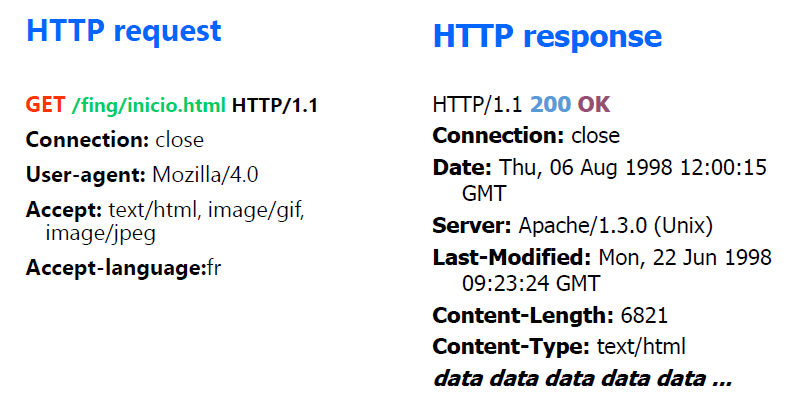 HTTP request
GET /fing/inicio.html HTTP/1.1
Connection: close
User-agent: Mozilla/4.0
Accept: text/html, image/gif,
image/jpeg
Accept-language:fr
HTTP response
HTTP/1.1 200 OK
Connection: close
Date: Thu, 06 Aug 1998 12:00:15
GMT
Server: Apache/1.3.0 (Unix)
Last-Modified: Mon, 22 Jun 1998
09:23:24 GMT
Content-Length: 6821
Content-Type: text/html
data data data data data ...